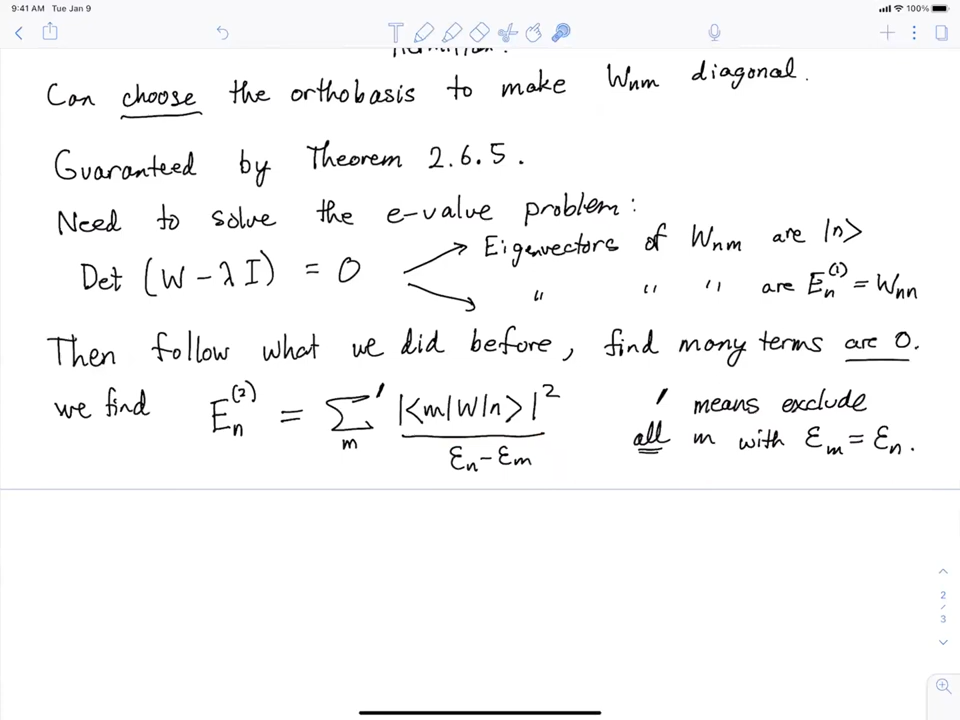 9:41 AM Tue Jan 9
100%
Can choose the orthobasis to make Wnm diagonal.
Guaranteed by Theorem 2.6.5.
Need to solve the e-value problem:
Eigenvectors of Wnm are |n>
Det (W - λI) = 0
" " " are En^(1) = Wnn
Then follow what we did before, find many terms are 0.
we find En^(2) = Σ'm |<m|W|n>|^2 / (εn - εm)
' means exclude
all m with εm = εn.
2
/
3